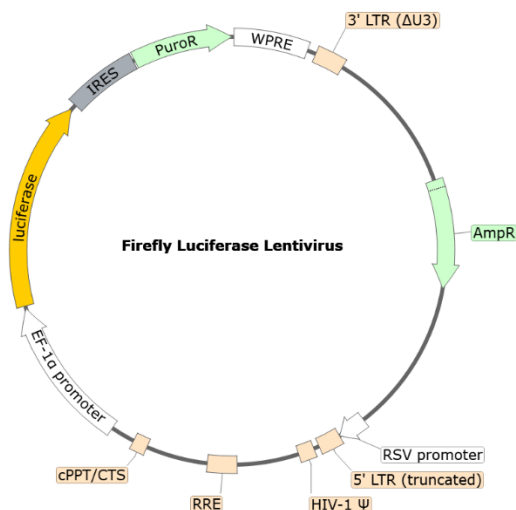 3' LTR (ΔU3)
WPRE
PuroR
IRES
luciferase
AmpR
Firefly Luciferase Lentivirus
EF-1α promoter
RSV promoter
cPPT/CTS
5' LTR (truncated)
RRE
HIV-1 Ψ